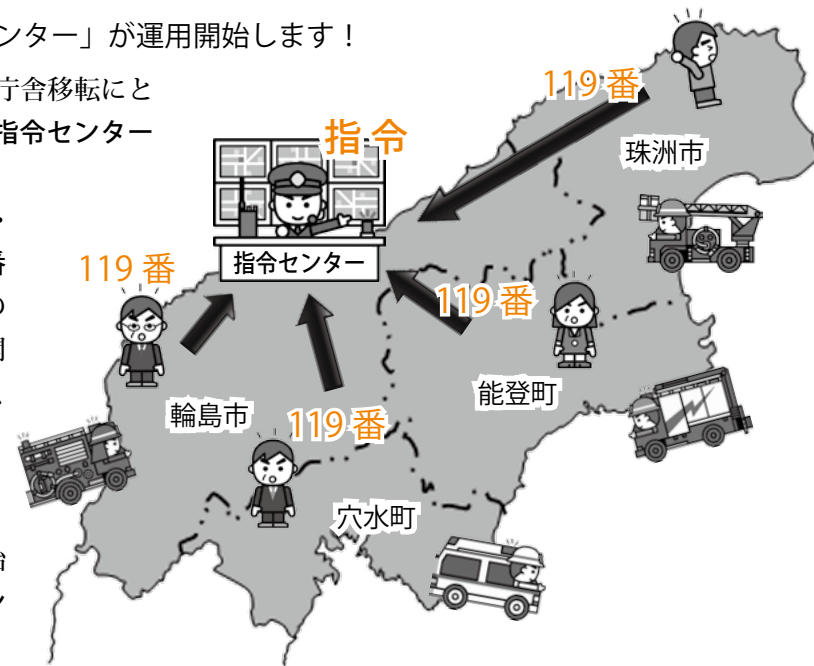 ンター」が運用開始します！
庁舎移転にと
指令センター
指令
指令センター
119番
119番
119番
119番
珠洲市
能登町
輪島市
穴水町
番
の